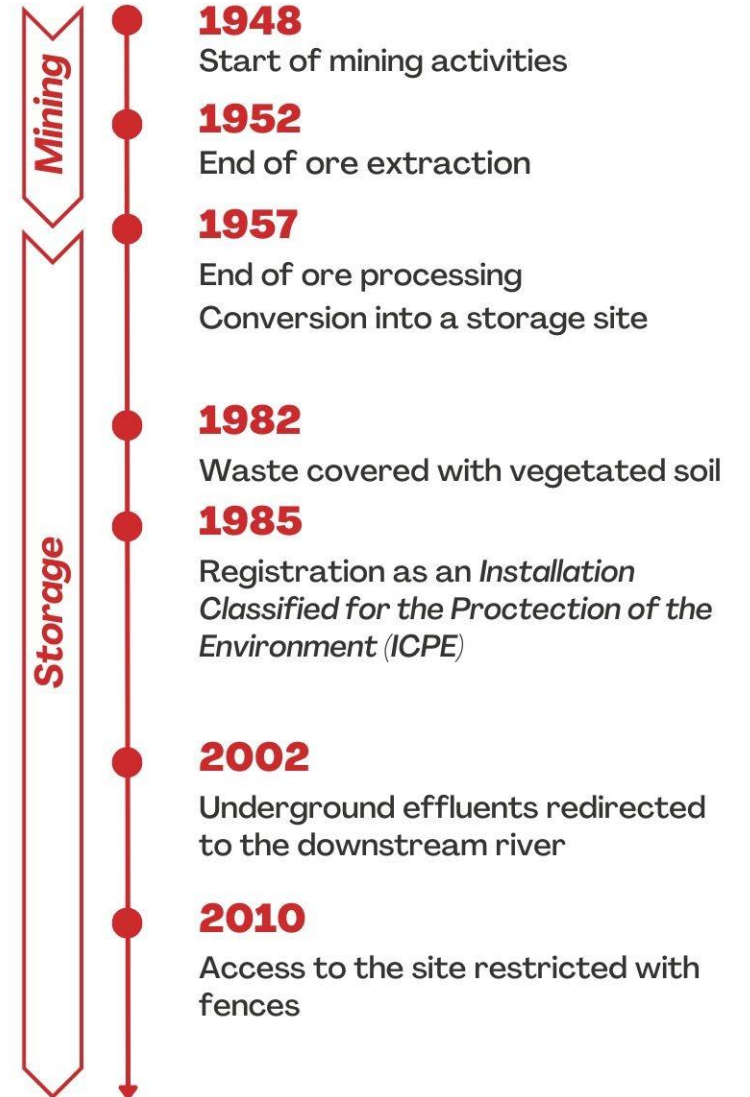 Mining
1948
Start of mining activities
1952
End of ore extraction
1957
End of ore processing
Conversion into a storage site
Storage
1982
Waste covered with vegetated soil
1985
Registration as an Installation
Classified for the Proctection of the
Environment (ICPE)
2002
Underground effluents redirected
to the downstream river
2010
Access to the site restricted with
fences